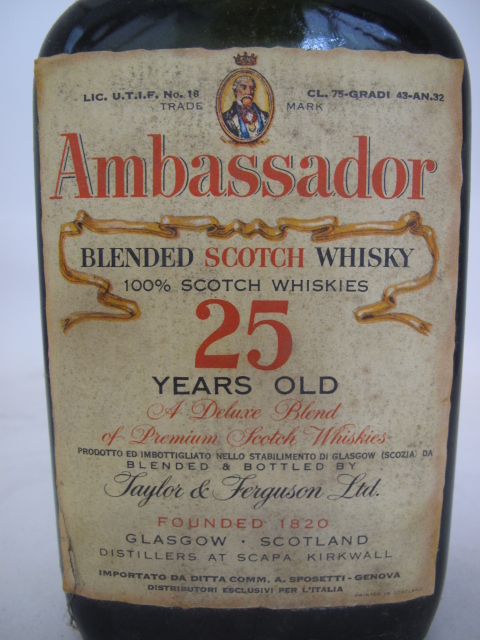 LIC. U.T.I.F. No. 18 CL. 75-GRADI 43-AN.32
TRADE MARK
Ambassador
BLENDED SCOTCH WHISKY
100% SCOTCH WHISKIES
25
YEARS OLD
A Deluxe Blend
of Premium Scotch Whiskies
PRODOTTO ED IMBOTTIGLIATO NELLO STABILIMENTO DI GLASGOW (SCOZIA) DA
BLENDED & BOTTLED BY
Taylor & Ferguson Ltd.
FOUNDED 1820
GLASGOW · SCOTLAND
DISTILLERS AT SCAPA, KIRKWALL
IMPORTATO DA DITTA COMM. A. SPOSETTI - GENOVA
DISTRIBUTORI ESCLUSIVI PER L'ITALIA
PRINTED IN SCOTLAND